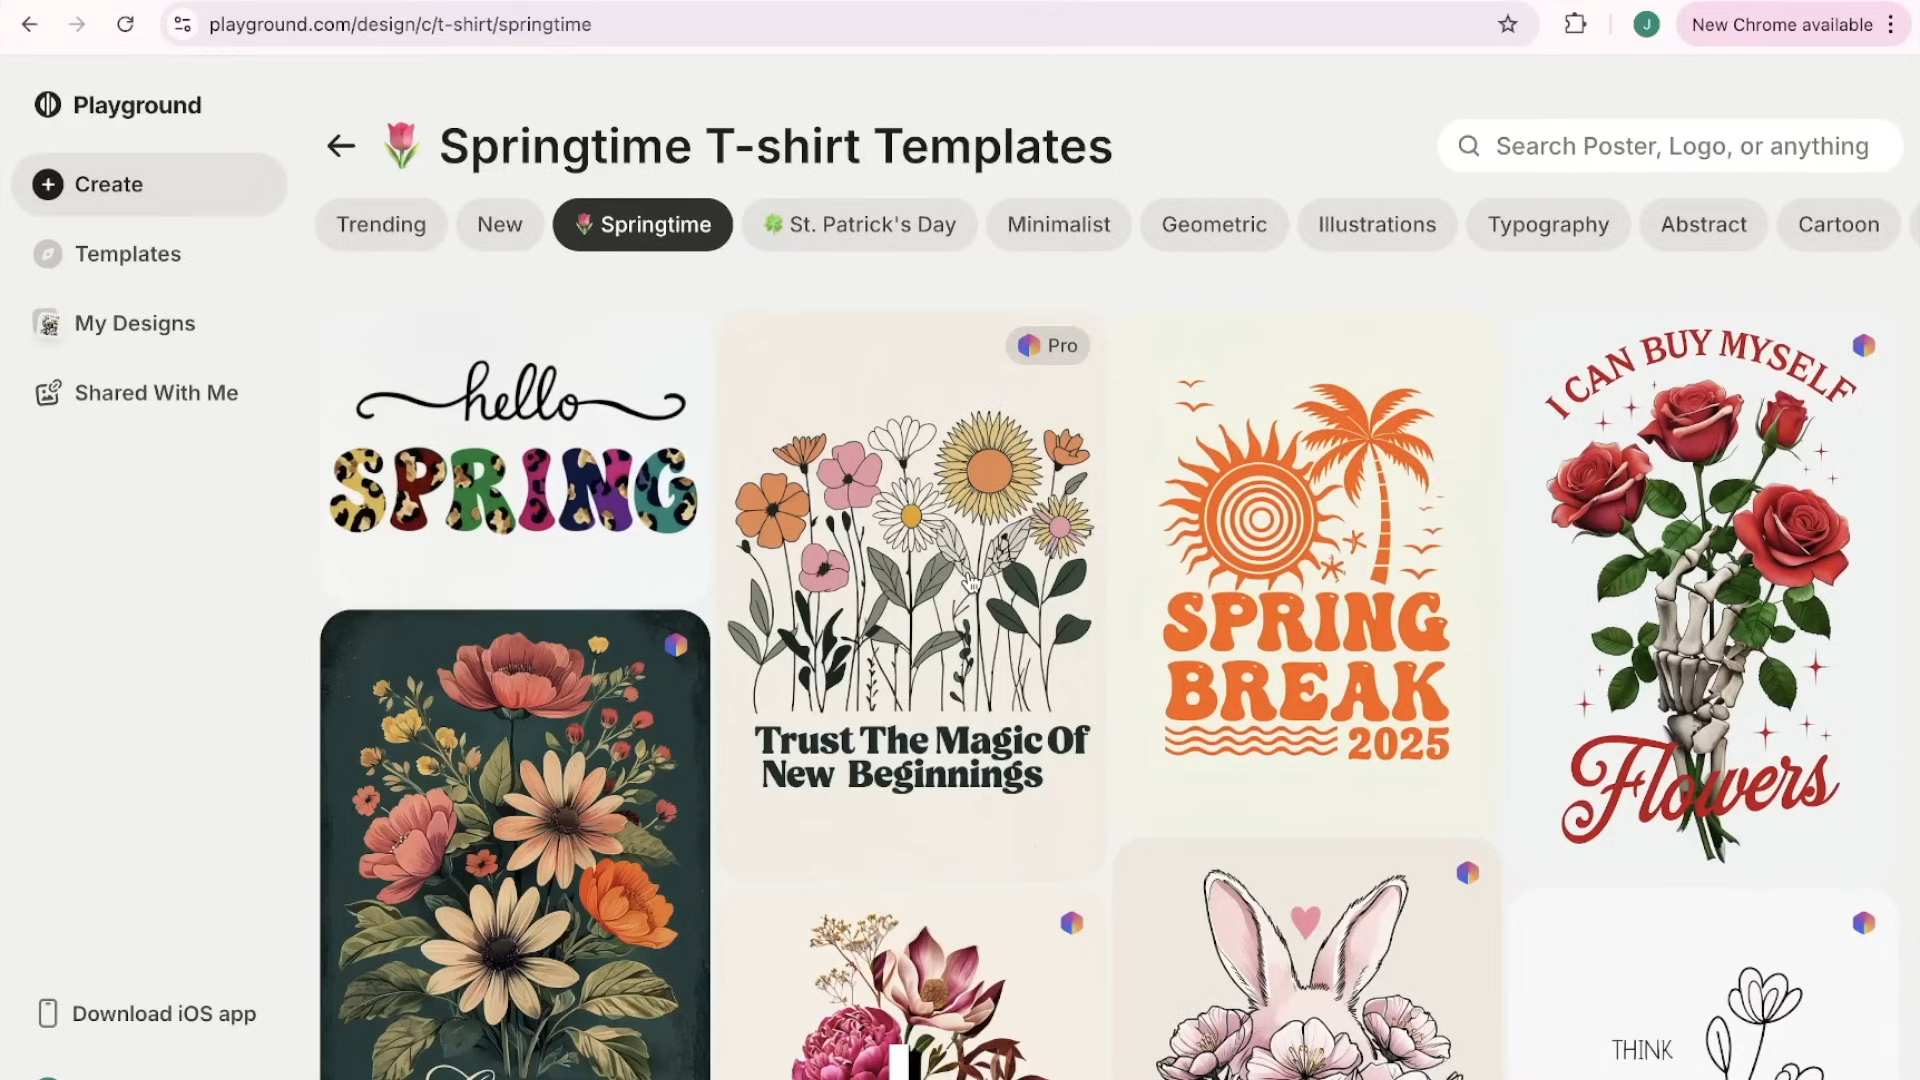 playground.com/design/c/t-shirt/springtime
J
New Chrome available
Playground
Create
Templates
My Designs
Shared With Me
Download iOS app
Springtime T-shirt Templates
Search Poster, Logo, or anything
Trending
New
Springtime
St. Patrick's Day
Minimalist
Geometric
Illustrations
Typography
Abstract
Cartoon
hello
SPRING
Pro
Trust The Magic Of
New Beginnings
SPRING
BREAK
2025
I CAN BUY MYSELF
Flowers
THINK